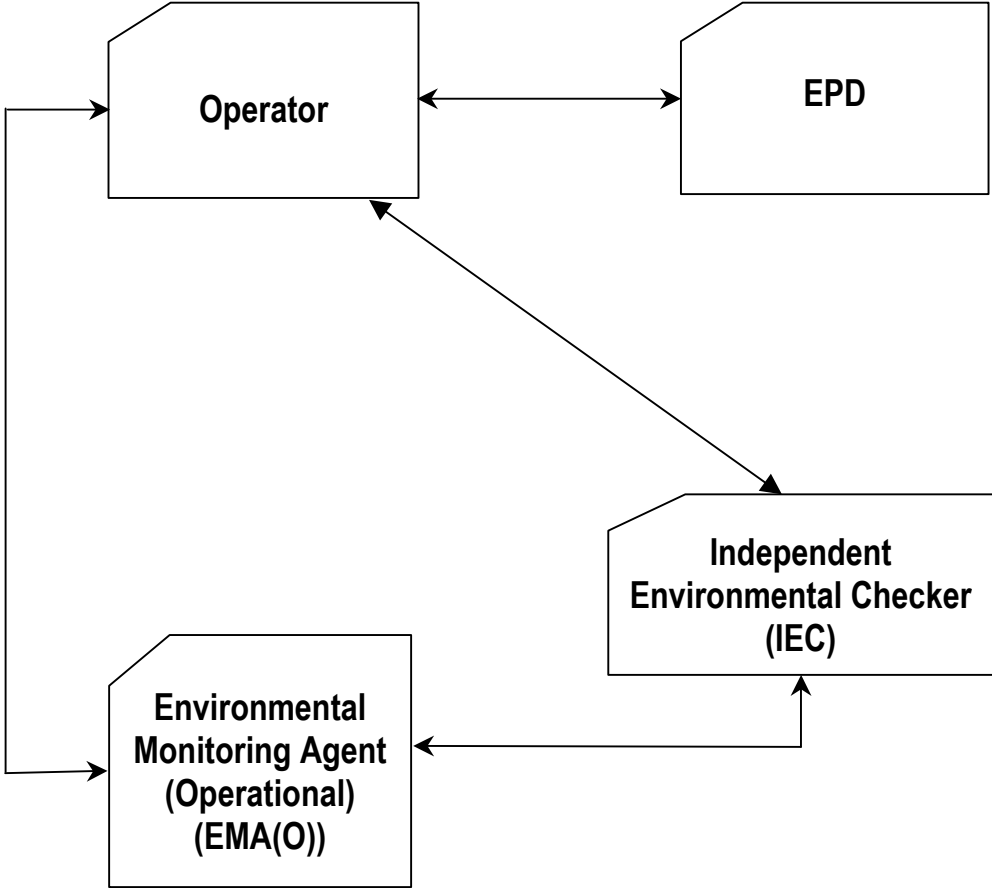 Operator
EPD
Independent
Environmental Checker
(IEC)
Environmental
Monitoring Agent
(Operational)
(EMA(O))